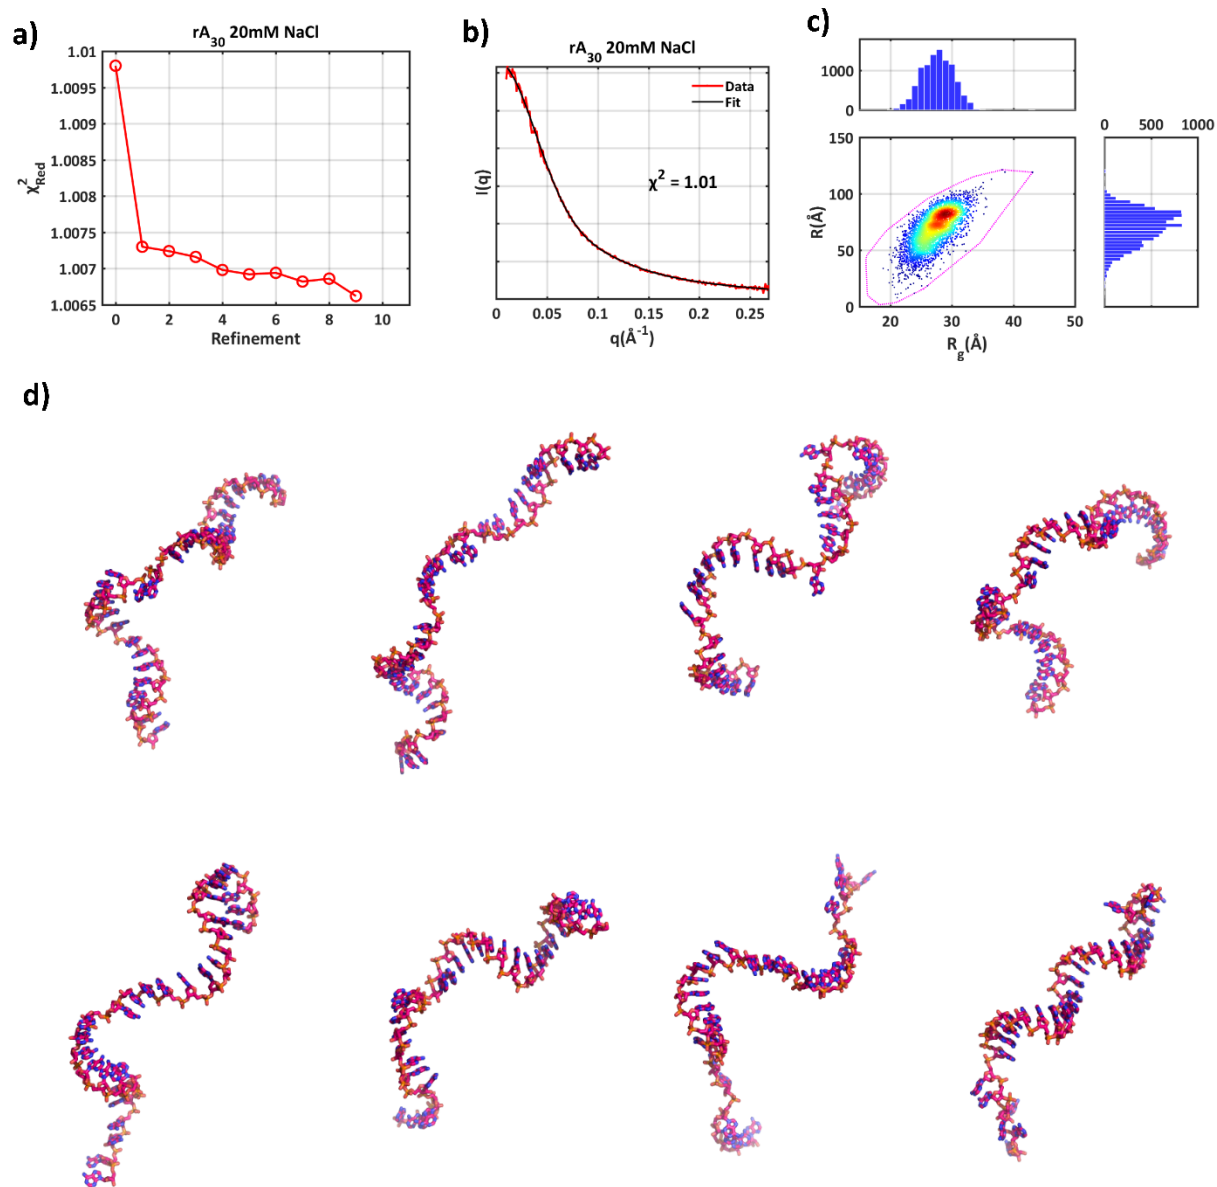 a)
rA30 20mM NaCl
1.01
1.0095
1.009
1.0085
1.008
1.0075
1.007
1.0065
χ²Red
0 2 4 6 8 10
Refinement
b)
rA30 20mM NaCl
I(q)
Data
Fit
χ² = 1.01
0 0.05 0.1 0.15 0.2 0.25
q(Å-1)
c)
1000
0
0 500 1000
150
100
50
0
R(Å)
20 30 40 50
Rg(Å)
d)